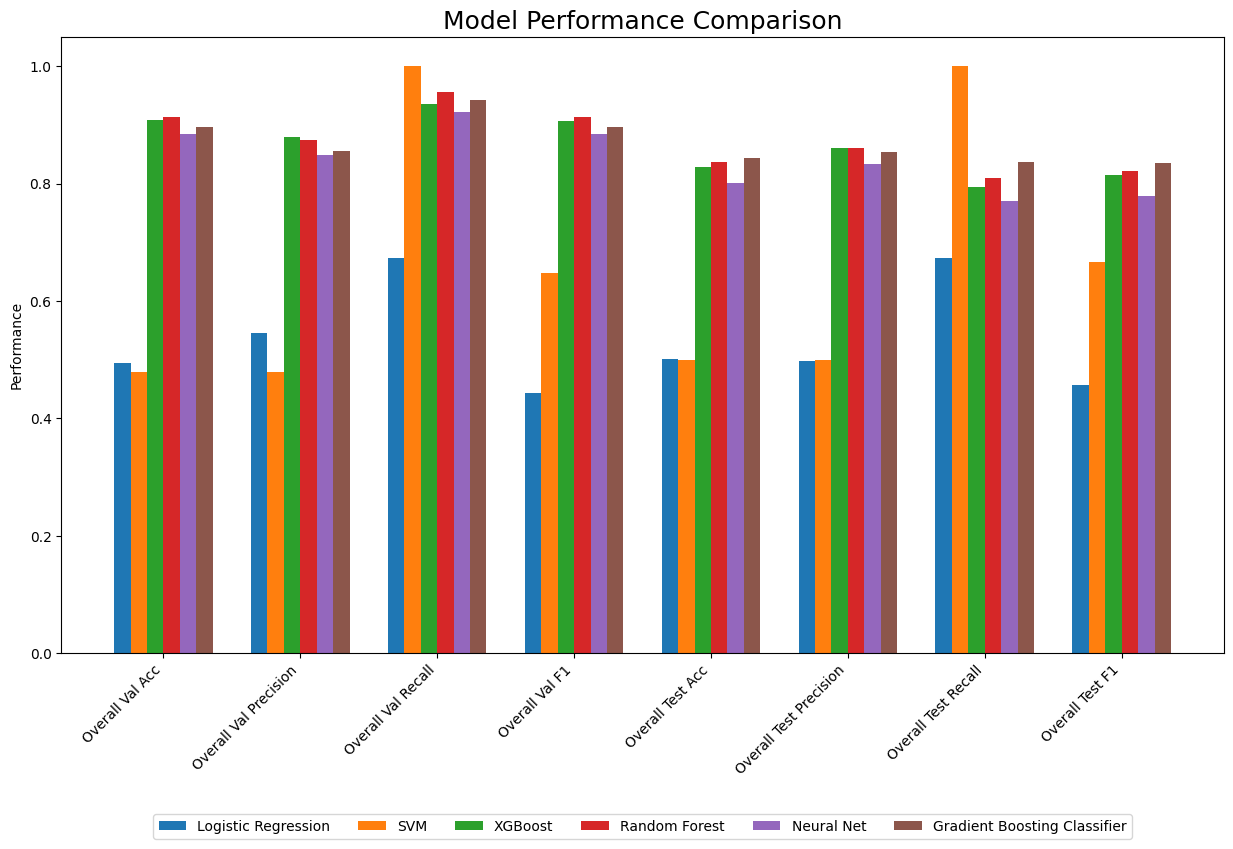 Model Performance Comparison
Performance
1.0
0.8
0.6
0.4
0.2
0.0
Overall Val Acc
Overall Val Precision
Overall Val Recall
Overall Val F1
Overall Test Acc
Overall Test Precision
Overall Test Recall
Overall Test F1
Logistic Regression
SVM
XGBoost
Random Forest
Neural Net
Gradient Boosting Classifier